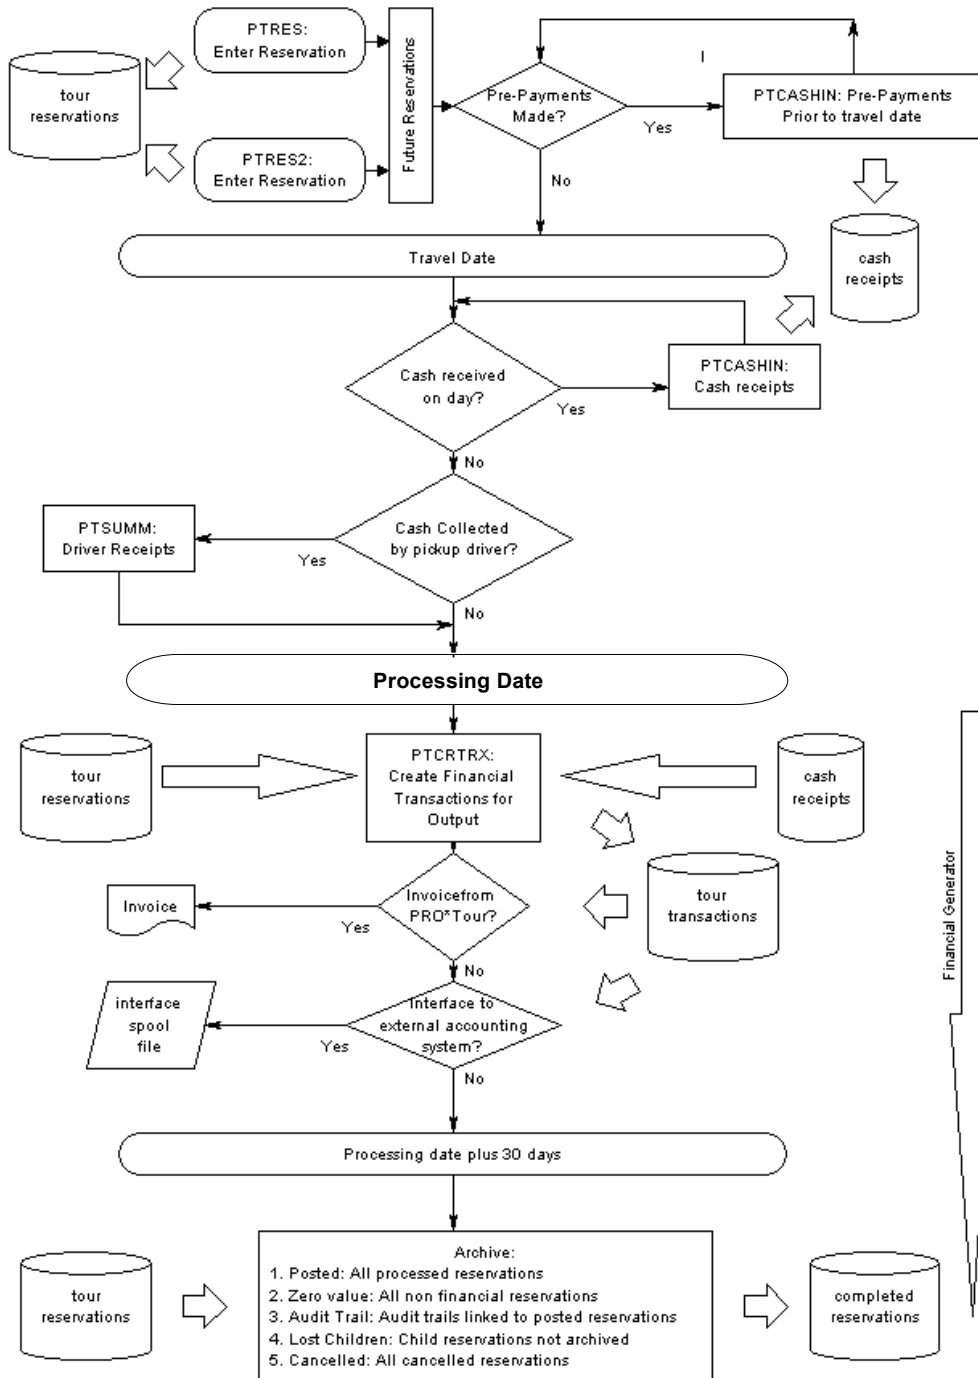 PTRES:
Enter Reservation
tour
reservations
PTRES2:
Enter Reservation
Future Reservations
Pre-Payments
Made?
Yes
No
I
PTCASHIN: Pre-Payments
Prior to travel date
cash
receipts
Travel Date
Cash received
on day?
Yes
No
PTCASHIN:
Cash receipts
Cash Collected
by pickup driver?
Yes
No
PTSUMM:
Driver Receipts
Processing Date
tour
reservations
PTCRTRX:
Create Financial
Transactions for
Output
cash
receipts
Invoice
Yes
Invoicefrom
PRO*Tour?
No
tour
transactions
Financial Generator
interface
spool
file
Yes
Interface to
external accounting
system?
No
Processing date plus 30 days
tour
reservations
Archive:
1. Posted: All processed reservations
2. Zero value: All non financial reservations
3. Audit Trail: Audit trails linked to posted reservations
4. Lost Children: Child reservations not archived
5. Cancelled: All cancelled reservations
completed
reservations